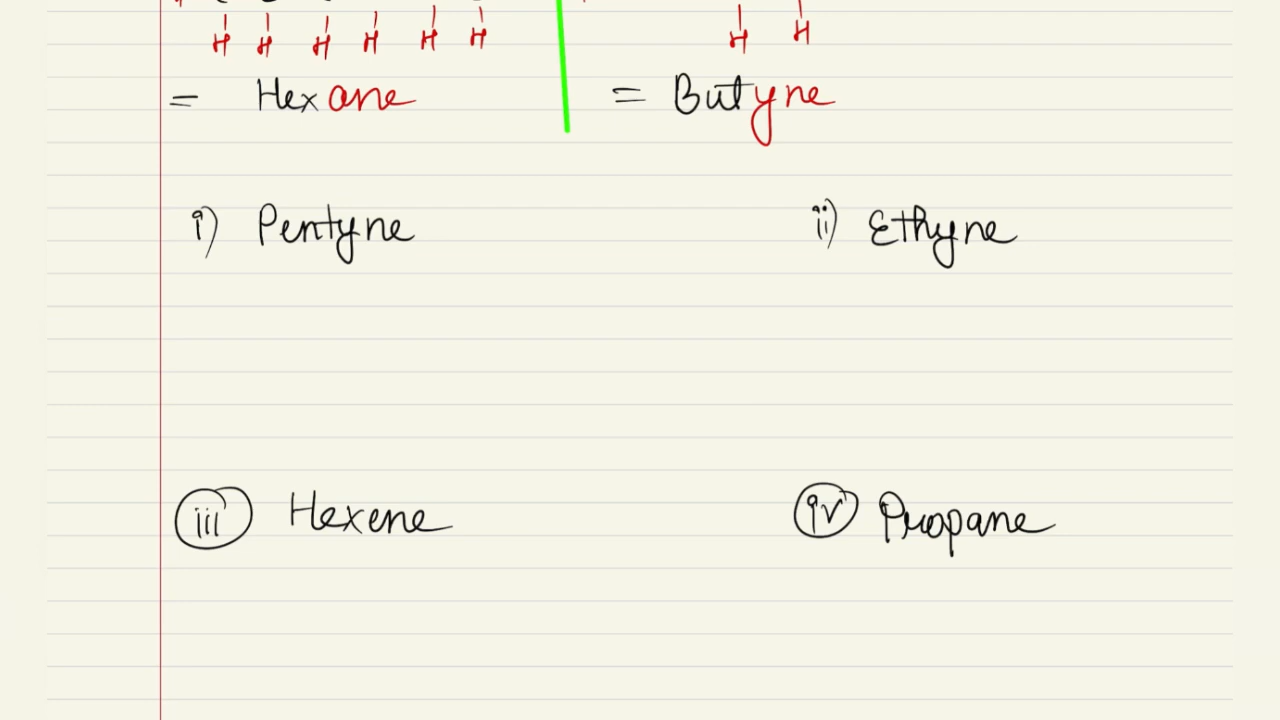 H H H H H H H H
= Hexane = Butyne
i) Pentyne ii) Ethyne
iii Hexene iv) Propane